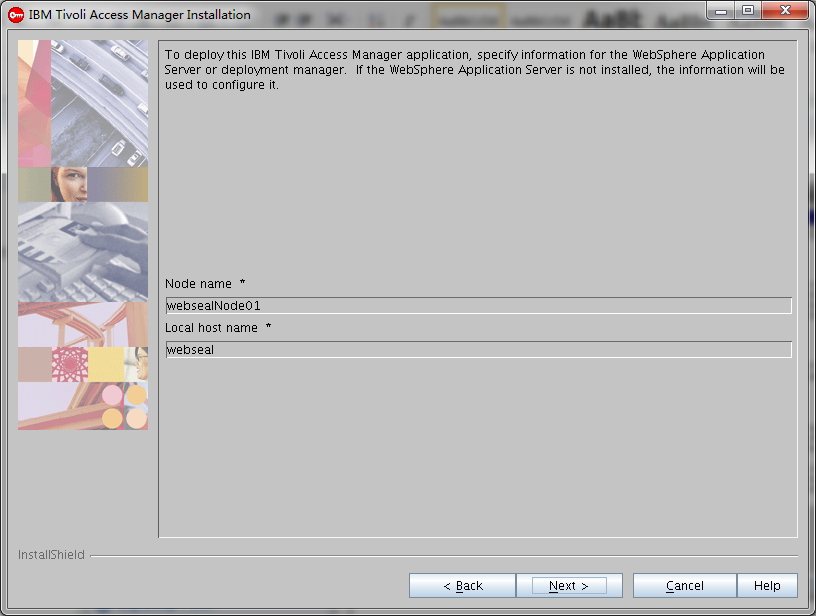 IBM Tivoli Access Manager Installation
To deploy this IBM Tivoli Access Manager application, specify information for the WebSphere Application
Server or deployment manager.  If the WebSphere Application Server is not installed, the information will be
used to configure it.
Node name  *
websealNode01
Local host name  *
webseal
InstallShield
< Back
Next >
Cancel
Help